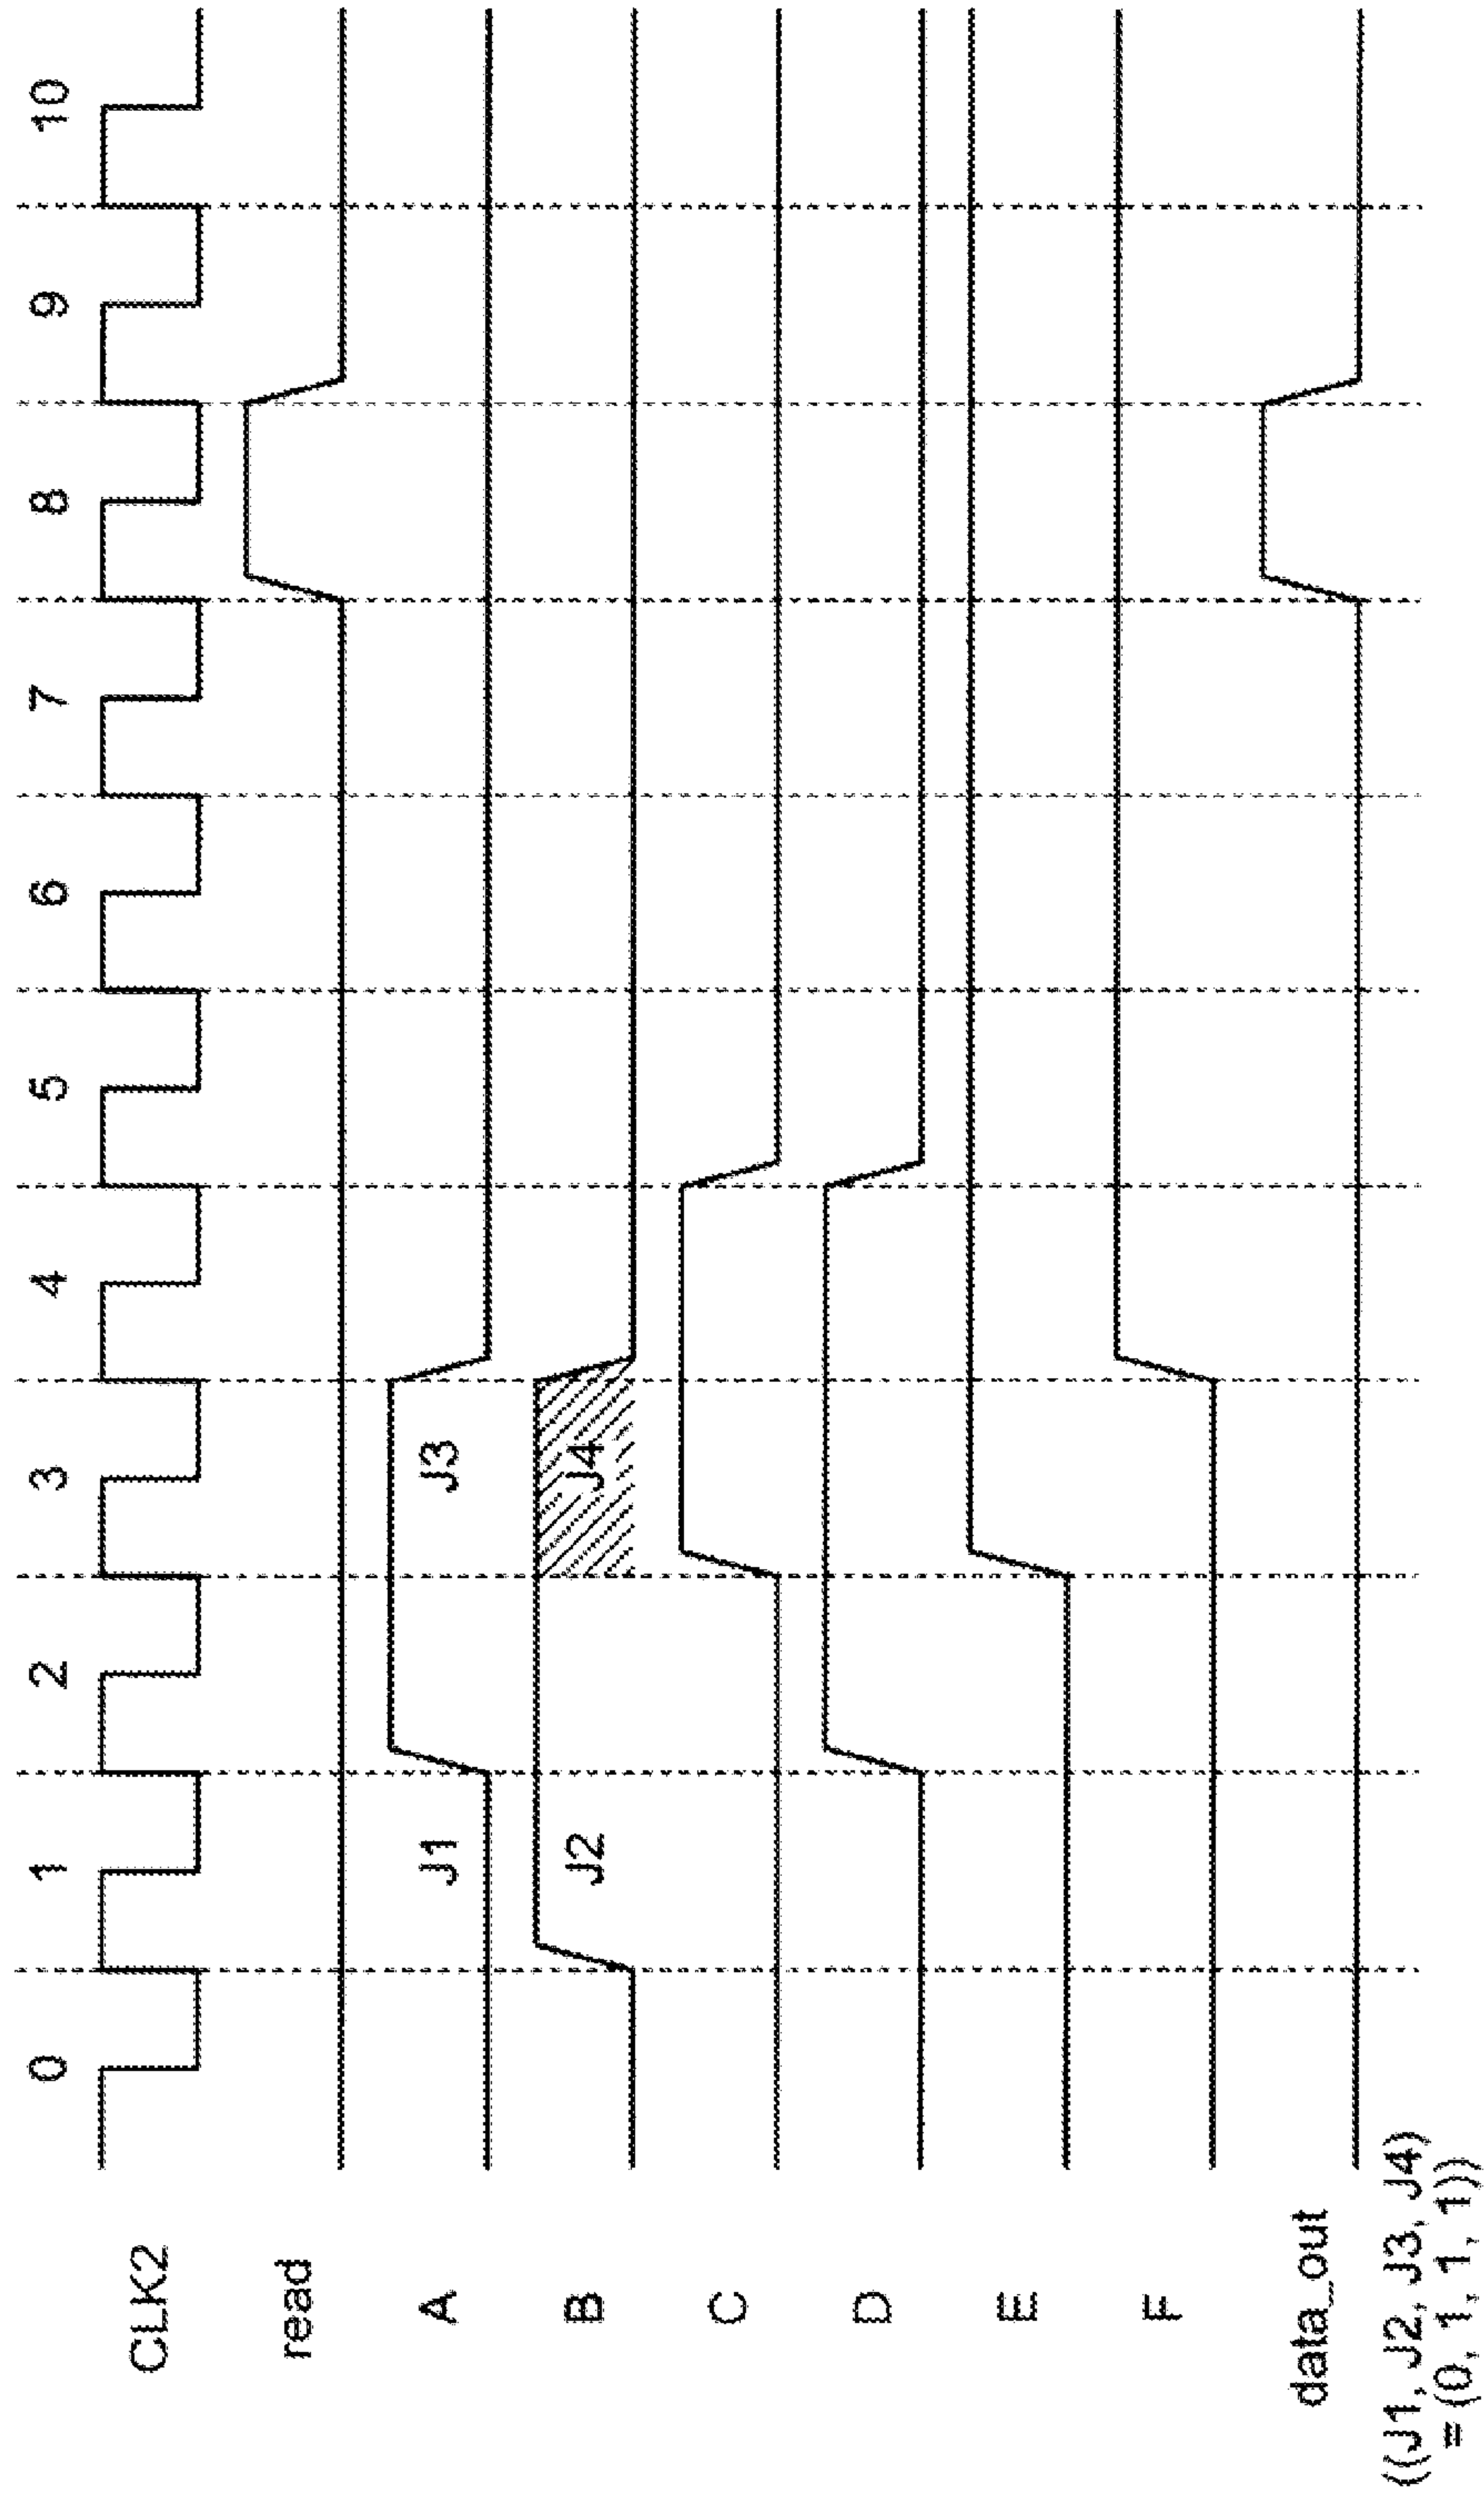 0 1 2 3 4 5 6 7 8 9 10
CLK2
read
A J1 J3
B J2 J4
C
D
E
F
data_out
((J1, J2, J3, J4)
= (0, 1, 1, 1))